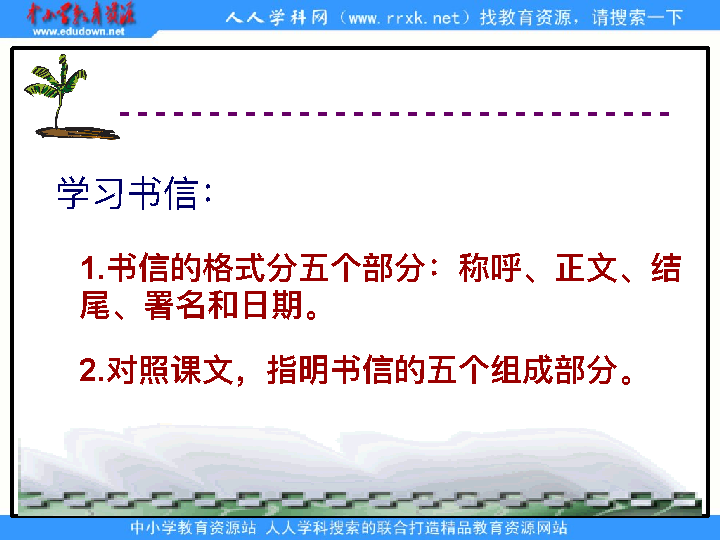 中小学教育资源
www.edudown.net
人人学科网（www.rrxk.net）找教育资源，请搜索一下
学习书信：
1.书信的格式分五个部分：称呼、正文、结
尾、署名和日期。
2.对照课文，指明书信的五个组成部分。
中小学教育资源站 人人学科搜索的联合打造精品教育资源网站